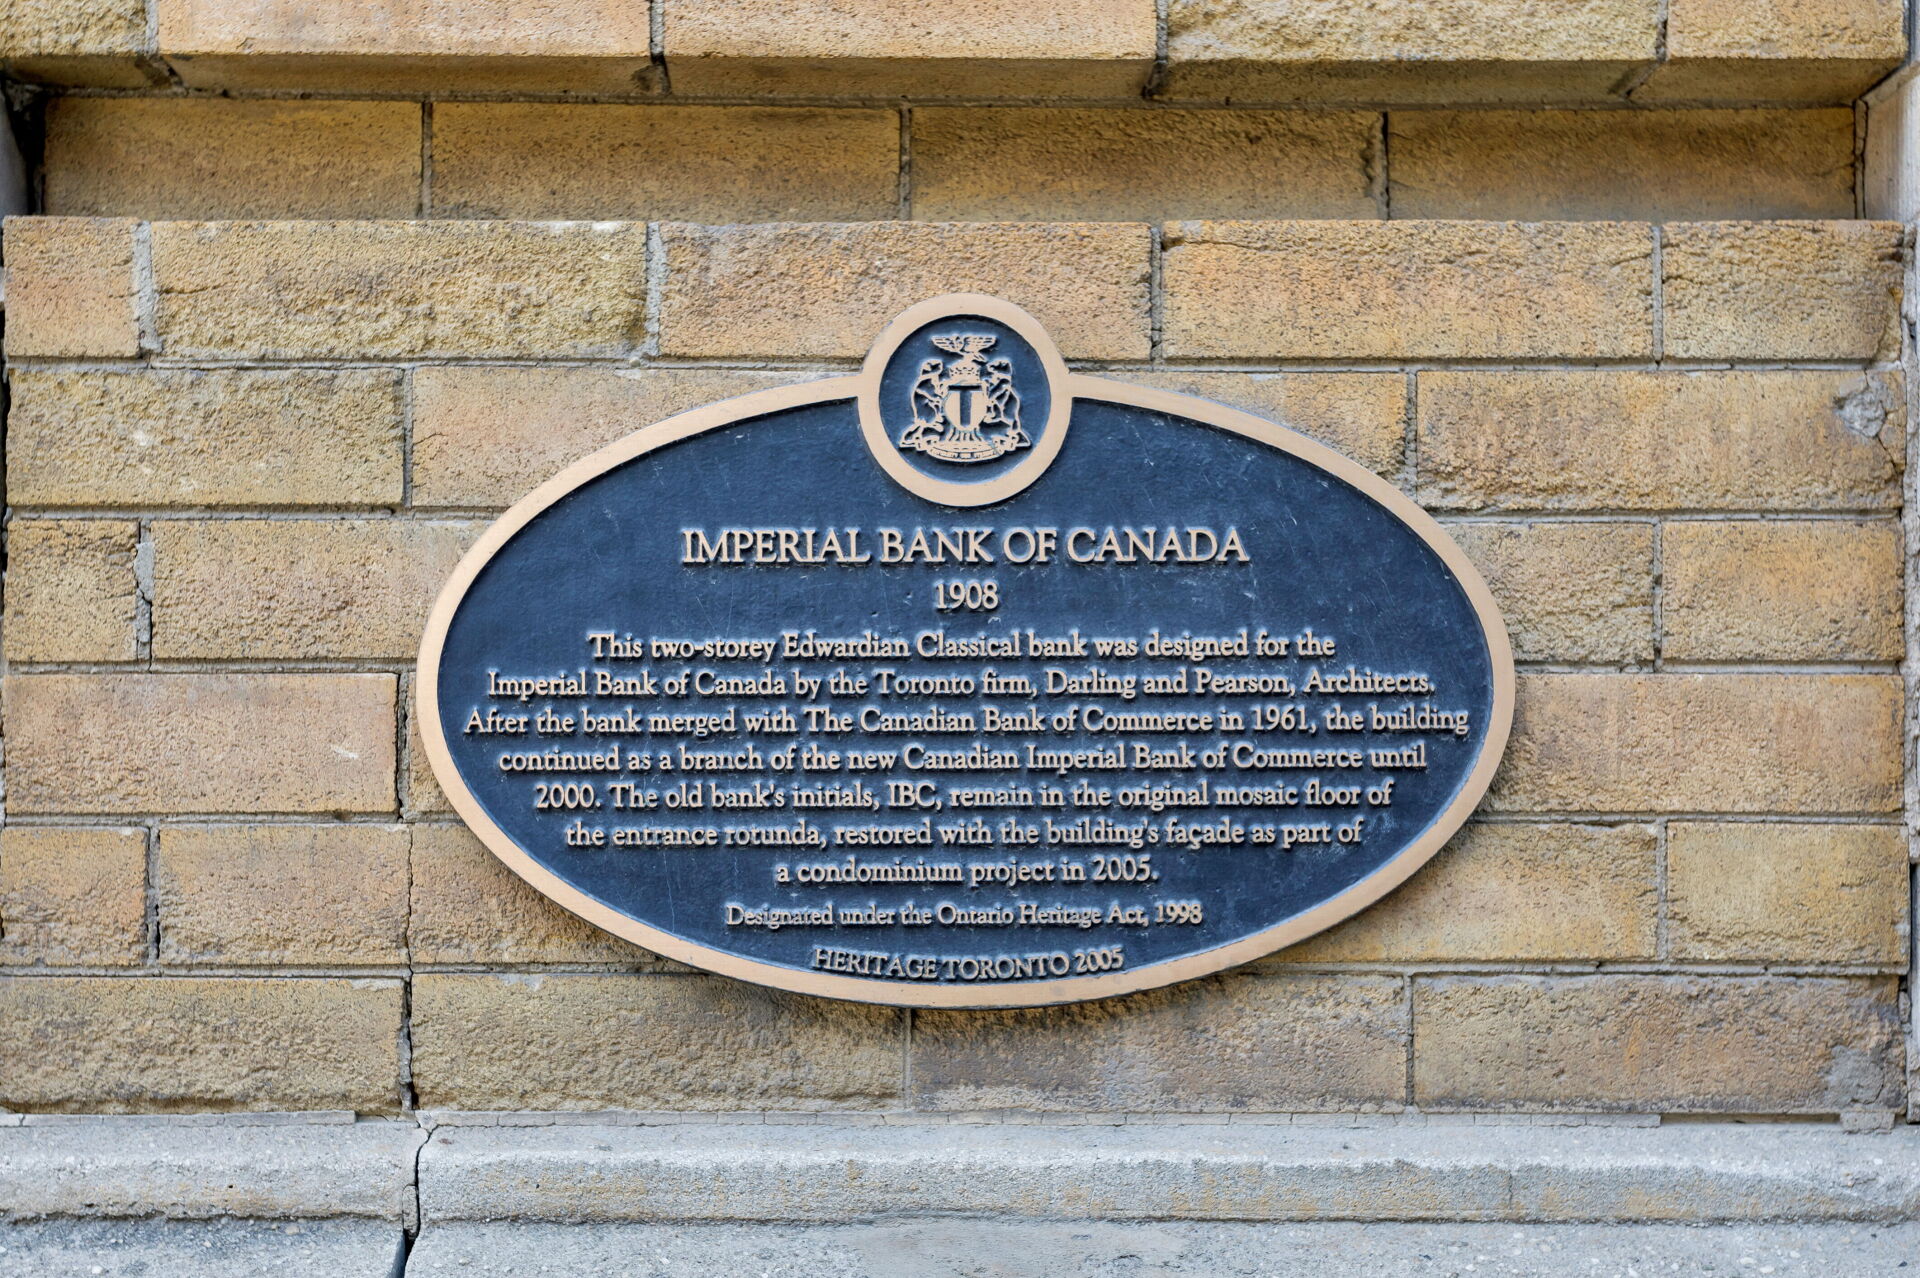 T
IMPERIAL BANK OF CANADA
1908
This two-storey Edwardian Classical bank was designed for the
Imperial Bank of Canada by the Toronto firm, Darling and Pearson, Architects.
After the bank merged with The Canadian Bank of Commerce in 1961, the building
continued as a branch of the new Canadian Imperial Bank of Commerce until
2000. The old bank's initials, IBC, remain in the original mosaic floor of
the entrance rotunda, restored with the building's façade as part of
a condominium project in 2005.
Designated under the Ontario Heritage Act, 1998
HERITAGE TORONTO 2005